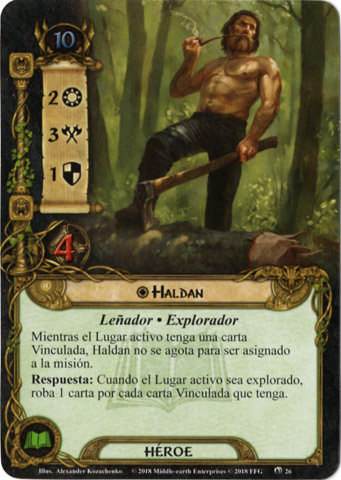 10
2
3
1
4
HALDAN
Leñador • Explorador
Mientras el Lugar activo tenga una carta
Vinculada, Haldan no se agota para ser asignado
a la misión.
Respuesta: Cuando el Lugar activo sea explorado,
roba 1 carta por cada carta Vinculada que tenga.
HÉROE
Illus. Alexander Kozachenko. © 2018 Middle-earth Enterprises © 2018 FFG 26